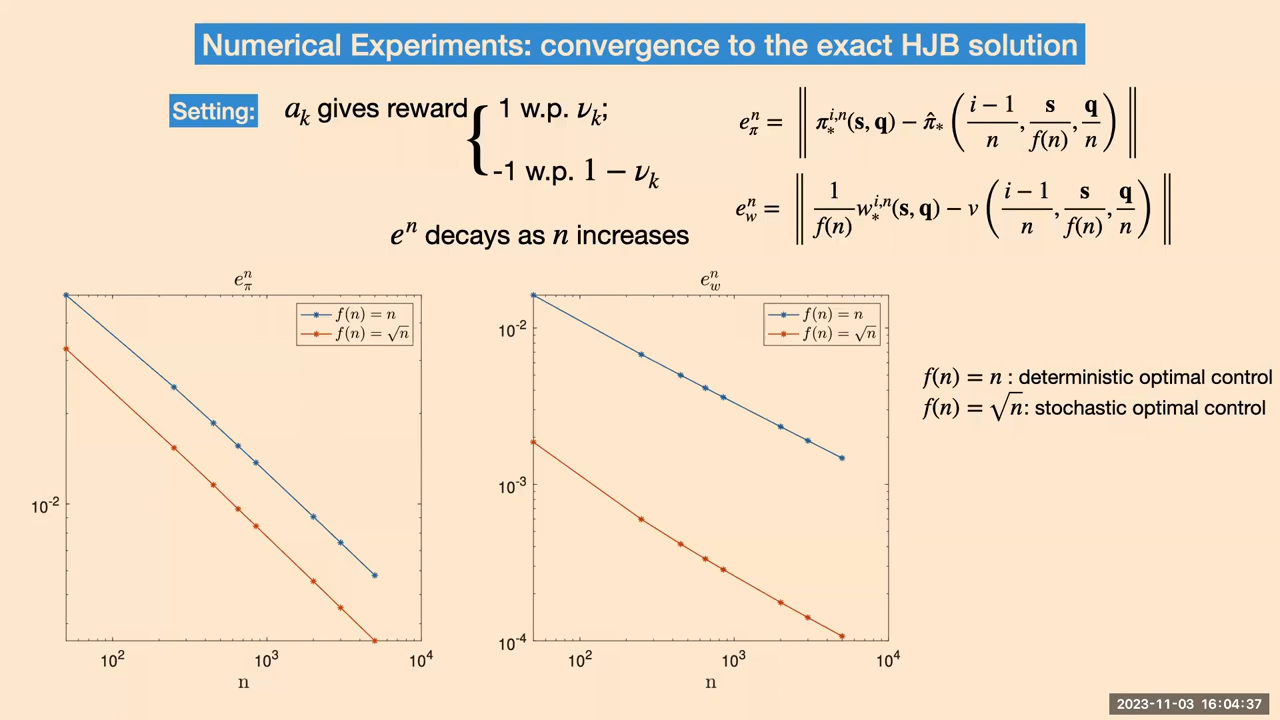 Numerical Experiments: convergence to the exact HJB solution
Setting: a_k gives reward { 1 w.p. ν_k;
-1 w.p. 1 − ν_k
e^n_π = ‖ π^{i,n}_*(s, q) − π̂_* ( (i−1)/n, s/f(n), q/n ) ‖
e^n_w = ‖ 1/f(n) w^{i,n}_*(s, q) − v ( (i−1)/n, s/f(n), q/n ) ‖
e^n decays as n increases
e^n_π
f(n) = n
f(n) = √n
10^-2
10^2 10^3 10^4
n
e^n_w
f(n) = n
f(n) = √n
10^-2
10^-3
10^-4
10^2 10^3 10^4
n
f(n) = n : deterministic optimal control
f(n) = √n: stochastic optimal control
2023-11-03 16:04:37